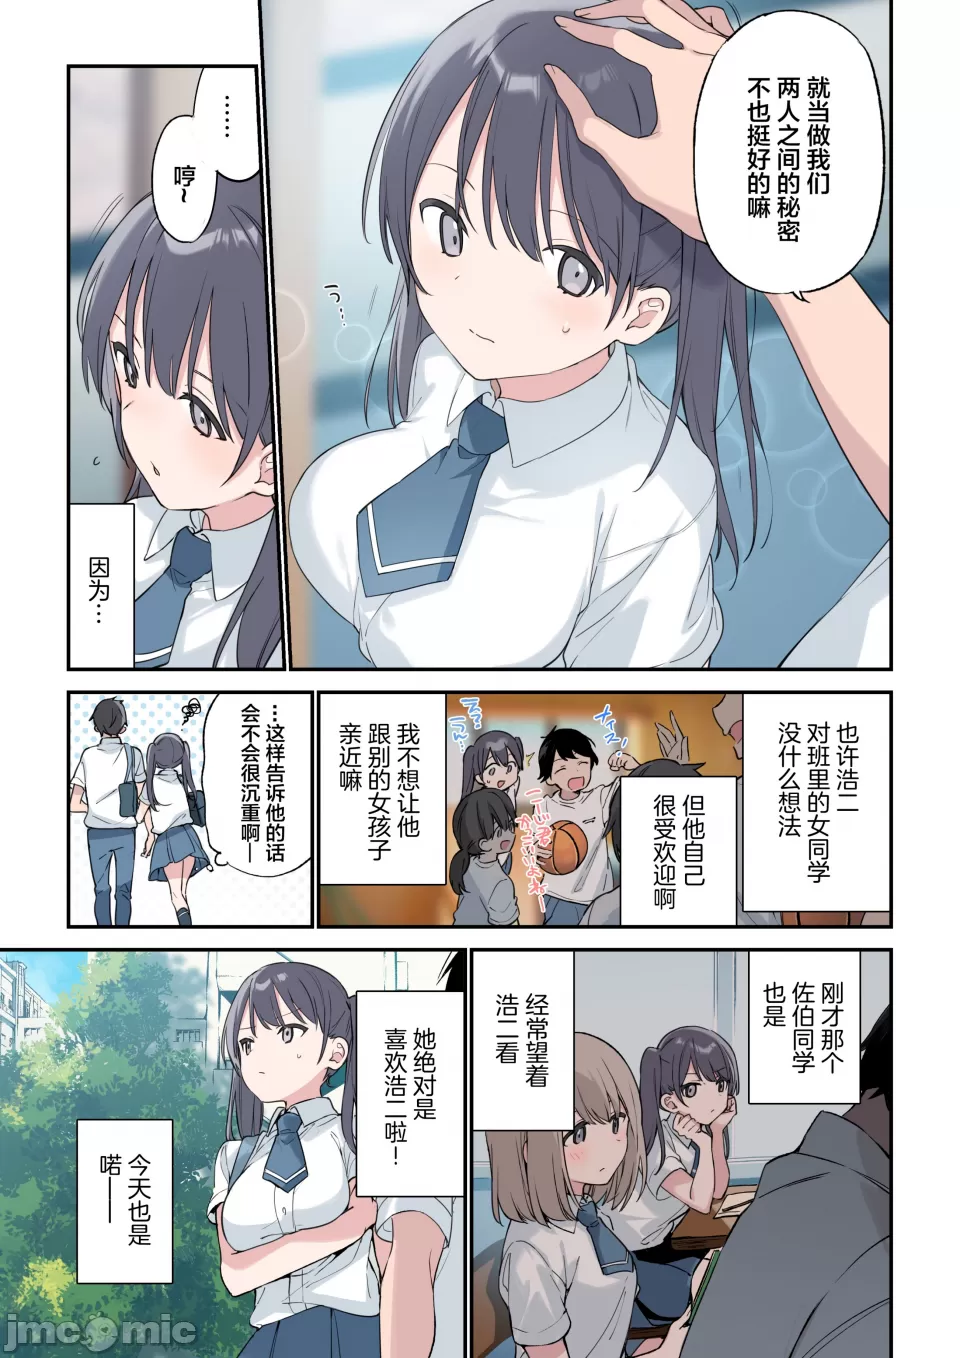 就当做我们
两人之间的秘密
不也挺好的嘛
……
哼~
因为…
也许浩二
对班里的女同学
没什么想法
但他自己
很受欢迎啊
我不想让他
跟别的女孩子
亲近嘛
…这样告诉他的话
会不会很沉重啊—
刚才那个
佐伯同学
也是
经常望着
浩二看
她绝对是
喜欢浩二啦！
今天也是
喏——
jmcomic